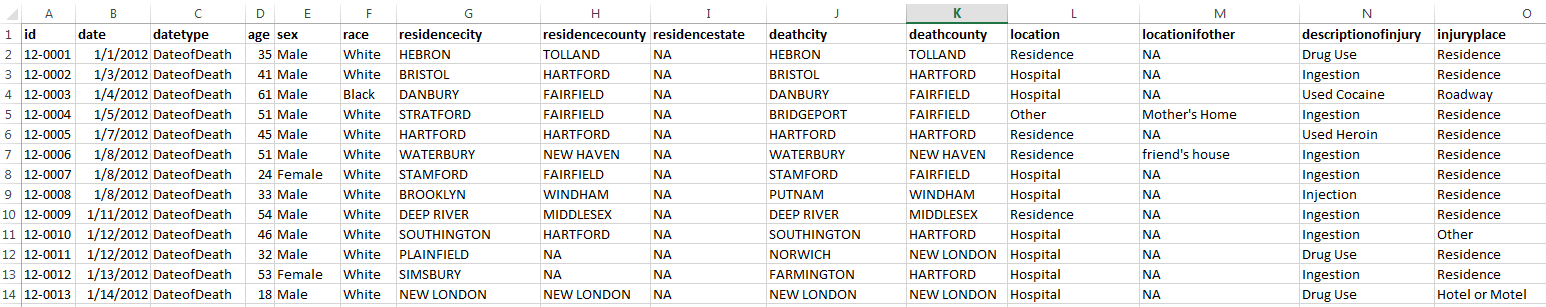 A B C D E F G H I J K L M N O
1 id date datetype age sex race residencecity residencecounty residencestate deathcity deathcounty location locationifother descriptionofinjury injuryplace
2 12-0001 1/1/2012 DateofDeath 35 Male White HEBRON TOLLAND NA HEBRON TOLLAND Residence NA Drug Use Residence
3 12-0002 1/3/2012 DateofDeath 41 Male White BRISTOL HARTFORD NA BRISTOL HARTFORD Hospital NA Ingestion Residence
4 12-0003 1/4/2012 DateofDeath 61 Male Black DANBURY FAIRFIELD NA DANBURY FAIRFIELD Hospital NA Used Cocaine Roadway
5 12-0004 1/5/2012 DateofDeath 51 Male White STRATFORD FAIRFIELD NA BRIDGEPORT FAIRFIELD Other Mother's Home Ingestion Residence
6 12-0005 1/7/2012 DateofDeath 45 Male White HARTFORD HARTFORD NA HARTFORD HARTFORD Residence NA Used Heroin Residence
7 12-0006 1/8/2012 DateofDeath 51 Male White WATERBURY NEW HAVEN NA WATERBURY NEW HAVEN Residence friend's house Ingestion Residence
8 12-0007 1/8/2012 DateofDeath 24 Female White STAMFORD FAIRFIELD NA STAMFORD FAIRFIELD Hospital NA Ingestion Residence
9 12-0008 1/8/2012 DateofDeath 33 Male White BROOKLYN WINDHAM NA PUTNAM WINDHAM Hospital NA Injection Residence
10 12-0009 1/11/2012 DateofDeath 54 Male White DEEP RIVER MIDDLESEX NA DEEP RIVER MIDDLESEX Residence NA Ingestion Residence
11 12-0010 1/12/2012 DateofDeath 46 Male White SOUTHINGTON HARTFORD NA SOUTHINGTON HARTFORD Hospital NA Ingestion Other
12 12-0011 1/12/2012 DateofDeath 32 Male White PLAINFIELD NA NA NORWICH NEW LONDON Hospital NA Drug Use Residence
13 12-0012 1/13/2012 DateofDeath 53 Female White SIMSBURY NA NA FARMINGTON HARTFORD Hospital NA Ingestion Residence
14 12-0013 1/14/2012 DateofDeath 18 Male White NEW LONDON NEW LONDON NA NEW LONDON NEW LONDON Hospital NA Drug Use Hotel or Motel